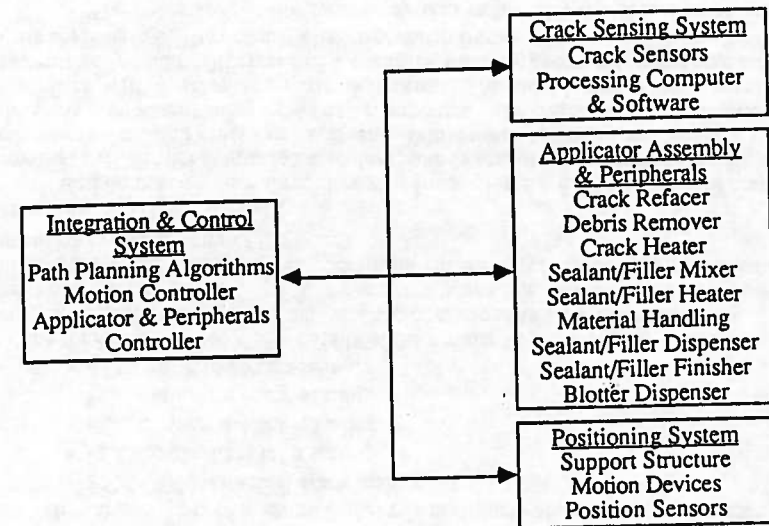 Integration & Control
System
Path Planning Algorithms
Motion Controller
Applicator & Peripherals
Controller
Crack Sensing System
Crack Sensors
Processing Computer
& Software
Applicator Assembly
& Peripherals
Crack Refacer
Debris Remover
Crack Heater
Sealant/Filler Mixer
Sealant/Filler Heater
Material Handling
Sealant/Filler Dispenser
Sealant/Filler Finisher
Blotter Dispenser
Positioning System
Support Structure
Motion Devices
Position Sensors